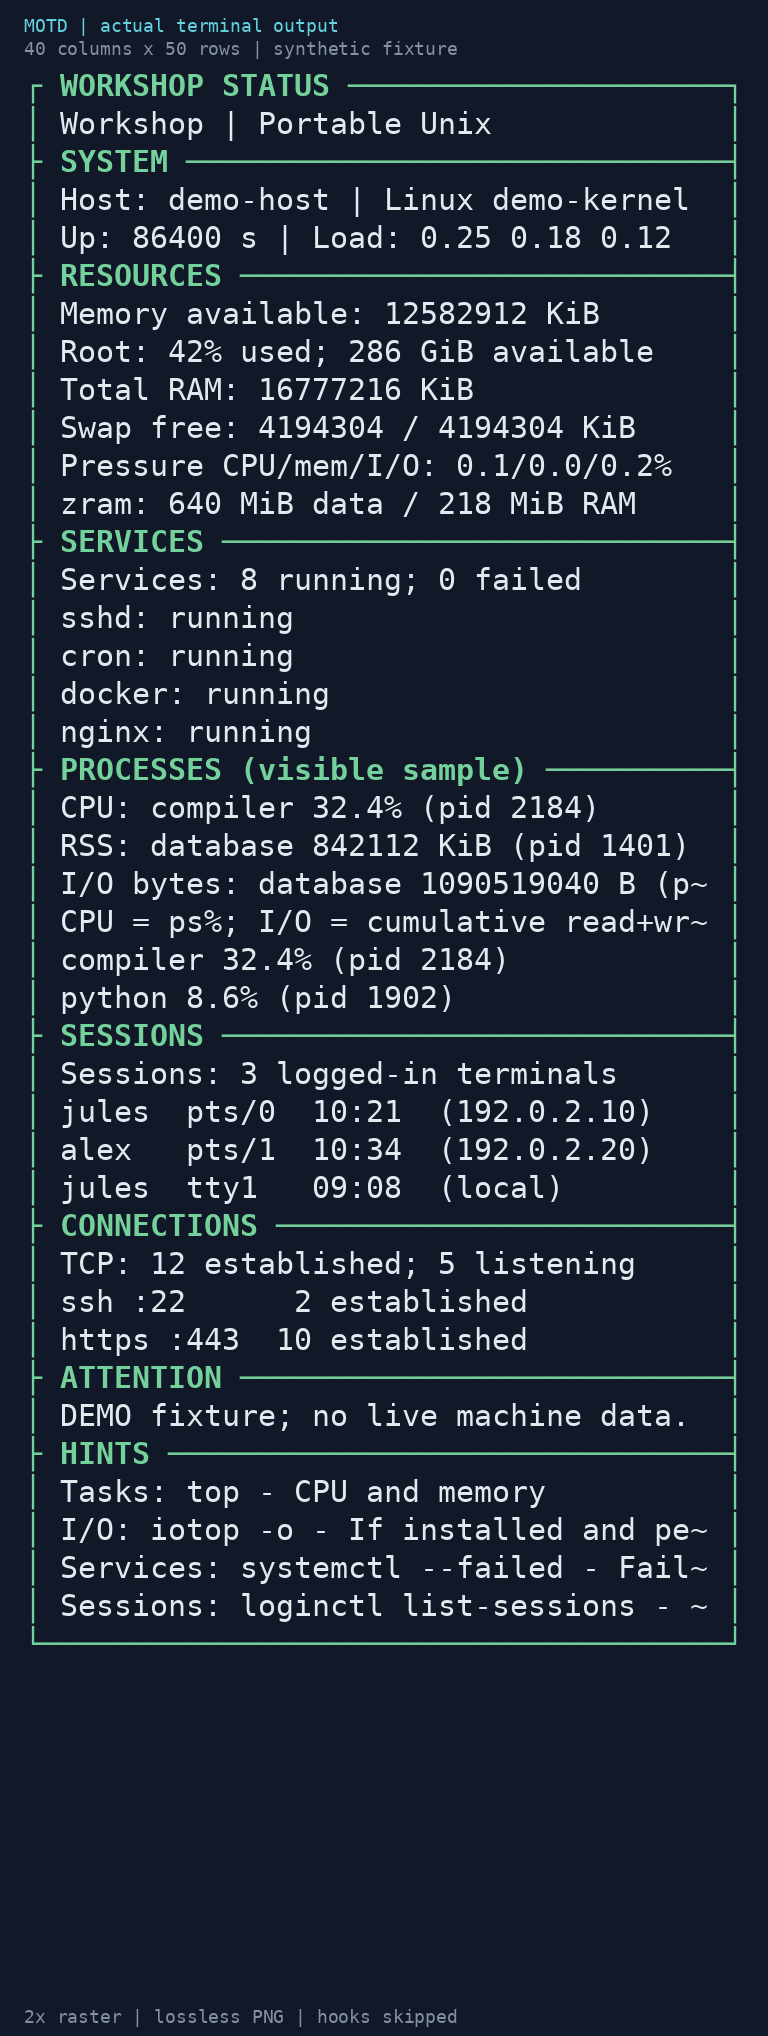 MOTD | actual terminal output
40 columns x 50 rows | synthetic fixture
WORKSHOP STATUS
Workshop | Portable Unix
SYSTEM
Host: demo-host | Linux demo-kernel
Up: 86400 s | Load: 0.25 0.18 0.12
RESOURCES
Memory available: 12582912 KiB
Root: 42% used; 286 GiB available
Total RAM: 16777216 KiB
Swap free: 4194304 / 4194304 KiB
Pressure CPU/mem/I/O: 0.1/0.0/0.2%
zram: 640 MiB data / 218 MiB RAM
SERVICES
Services: 8 running; 0 failed
sshd: running
cron: running
docker: running
nginx: running
PROCESSES (visible sample)
CPU: compiler 32.4% (pid 2184)
RSS: database 842112 KiB (pid 1401)
I/O bytes: database 1090519040 B (p~
CPU = ps%; I/O = cumulative read+wr~
compiler 32.4% (pid 2184)
python 8.6% (pid 1902)
SESSIONS
Sessions: 3 logged-in terminals
jules  pts/0  10:21  (192.0.2.10)
alex   pts/1  10:34  (192.0.2.20)
jules  tty1   09:08  (local)
CONNECTIONS
TCP: 12 established; 5 listening
ssh :22      2 established
https :443  10 established
ATTENTION
DEMO fixture; no live machine data.
HINTS
Tasks: top - CPU and memory
I/O: iotop -o - If installed and pe~
Services: systemctl --failed - Fail~
Sessions: loginctl list-sessions - ~
2x raster | lossless PNG | hooks skipped